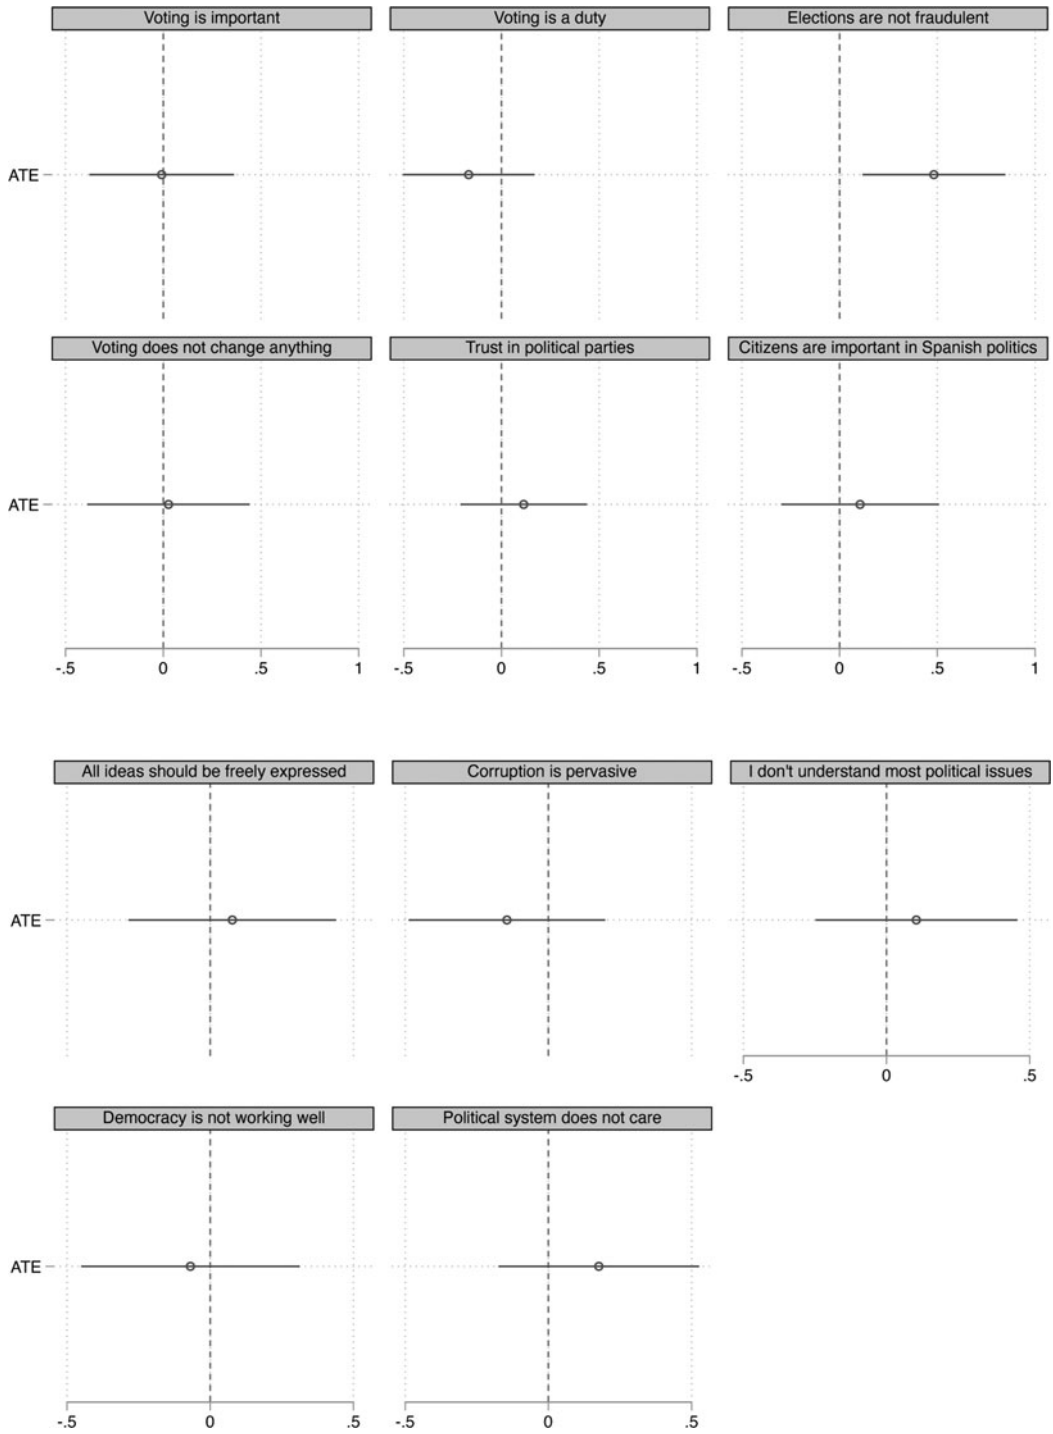 Voting is important
Voting is a duty
Elections are not fraudulent
ATE
Voting does not change anything
Trust in political parties
Citizens are important in Spanish politics
ATE
-.5 0 .5 1
-.5 0 .5 1
-.5 0 .5 1
All ideas should be freely expressed
Corruption is pervasive
I don't understand most political issues
ATE
-.5 0 .5
Democracy is not working well
Political system does not care
ATE
-.5 0 .5
-.5 0 .5